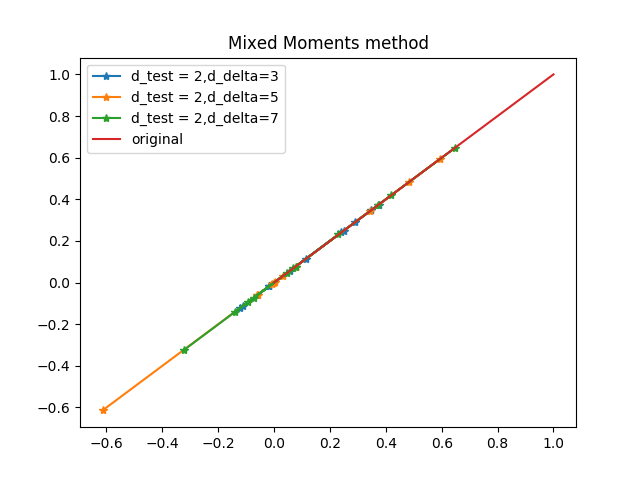 Mixed Moments method
d_test = 2,d_delta=3
d_test = 2,d_delta=5
d_test = 2,d_delta=7
original
1.0
0.8
0.6
0.4
0.2
0.0
−0.2
−0.4
−0.6
−0.6 −0.4 −0.2 0.0 0.2 0.4 0.6 0.8 1.0